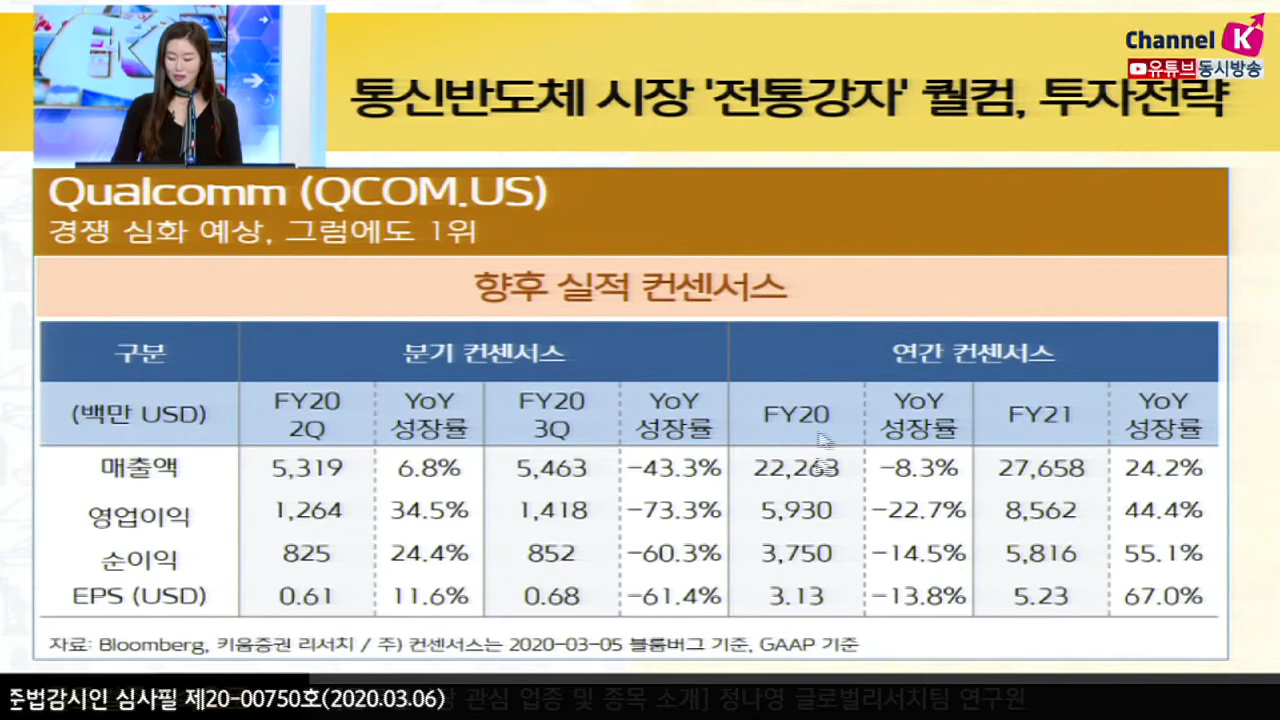 Channel K
유튜브동시방송
통신반도체 시장 '전통강자' 퀄컴, 투자전략
Qualcomm (QCOM.US)
경쟁 심화 예상, 그럼에도 1위
향후 실적 컨센서스
구분 분기 컨센서스 연간 컨센서스
(백만 USD) FY20 2Q YoY 성장률 FY20 3Q YoY 성장률 FY20 YoY 성장률 FY21 YoY 성장률
매출액 5,319 6.8% 5,463 -43.3% 22,263 -8.3% 27,658 24.2%
영업이익 1,264 34.5% 1,418 -73.3% 5,930 -22.7% 8,562 44.4%
순이익 825 24.4% 852 -60.3% 3,750 -14.5% 5,816 55.1%
EPS (USD) 0.61 11.6% 0.68 -61.4% 3.13 -13.8% 5.23 67.0%
자료: Bloomberg, 키움증권 리서치 / 주) 컨센서스는 2020-03-05 블룸버그 기준, GAAP 기준
준법감시인 심사필 제20-00750호(2020.03.06) 관심 업종 및 종목 소개] 정나영 글로벌리서치팀 연구원